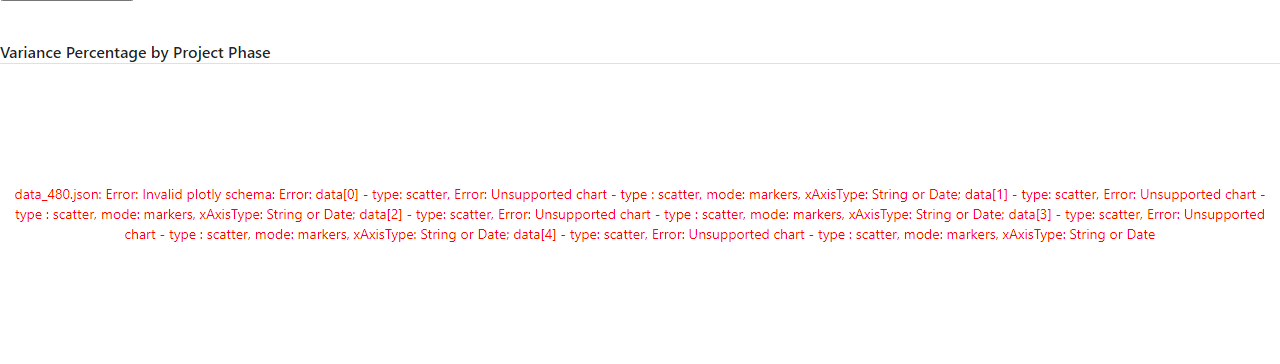 Variance Percentage by Project Phase
data_480.json: Error: Invalid plotly schema: Error: data[0] - type: scatter, Error: Unsupported chart - type : scatter, mode: markers, xAxisType: String or Date; data[1] - type: scatter, Error: Unsupported chart -
type : scatter, mode: markers, xAxisType: String or Date; data[2] - type: scatter, Error: Unsupported chart - type : scatter, mode: markers, xAxisType: String or Date; data[3] - type: scatter, Error: Unsupported
chart - type : scatter, mode: markers, xAxisType: String or Date; data[4] - type: scatter, Error: Unsupported chart - type : scatter, mode: markers, xAxisType: String or Date